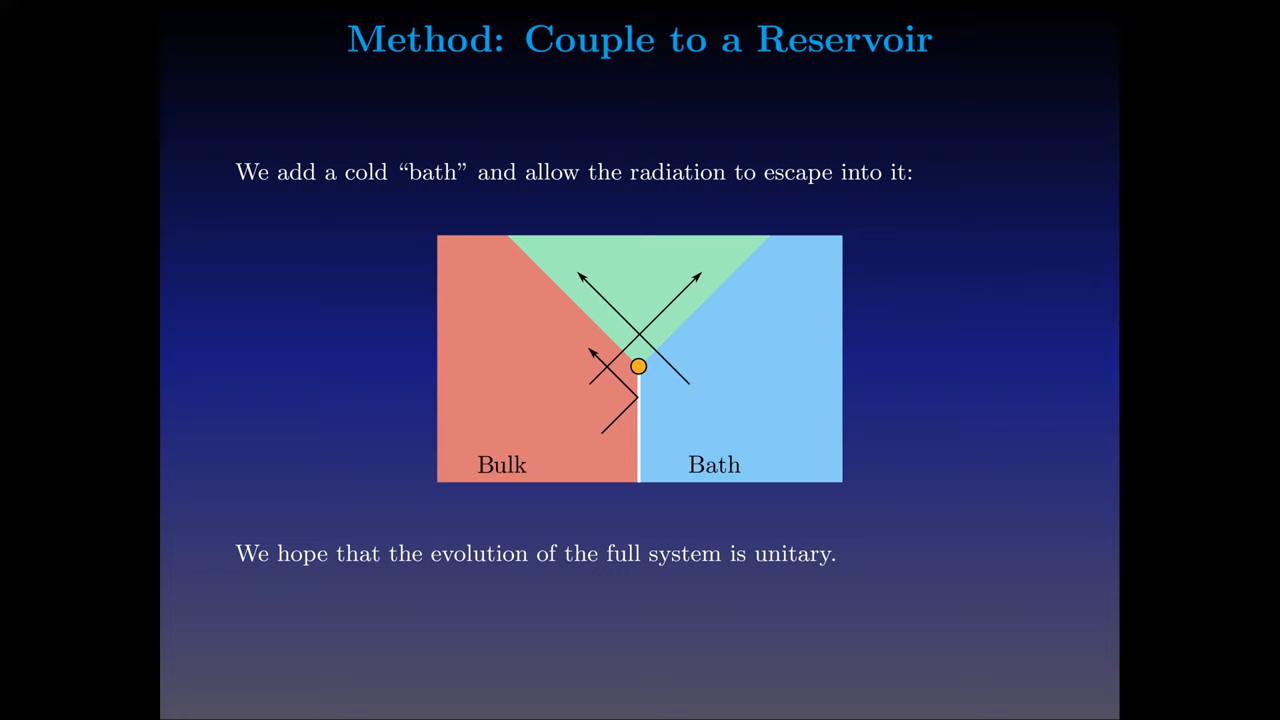 Method: Couple to a Reservoir
We add a cold “bath” and allow the radiation to escape into it:
Bulk
Bath
We hope that the evolution of the full system is unitary.